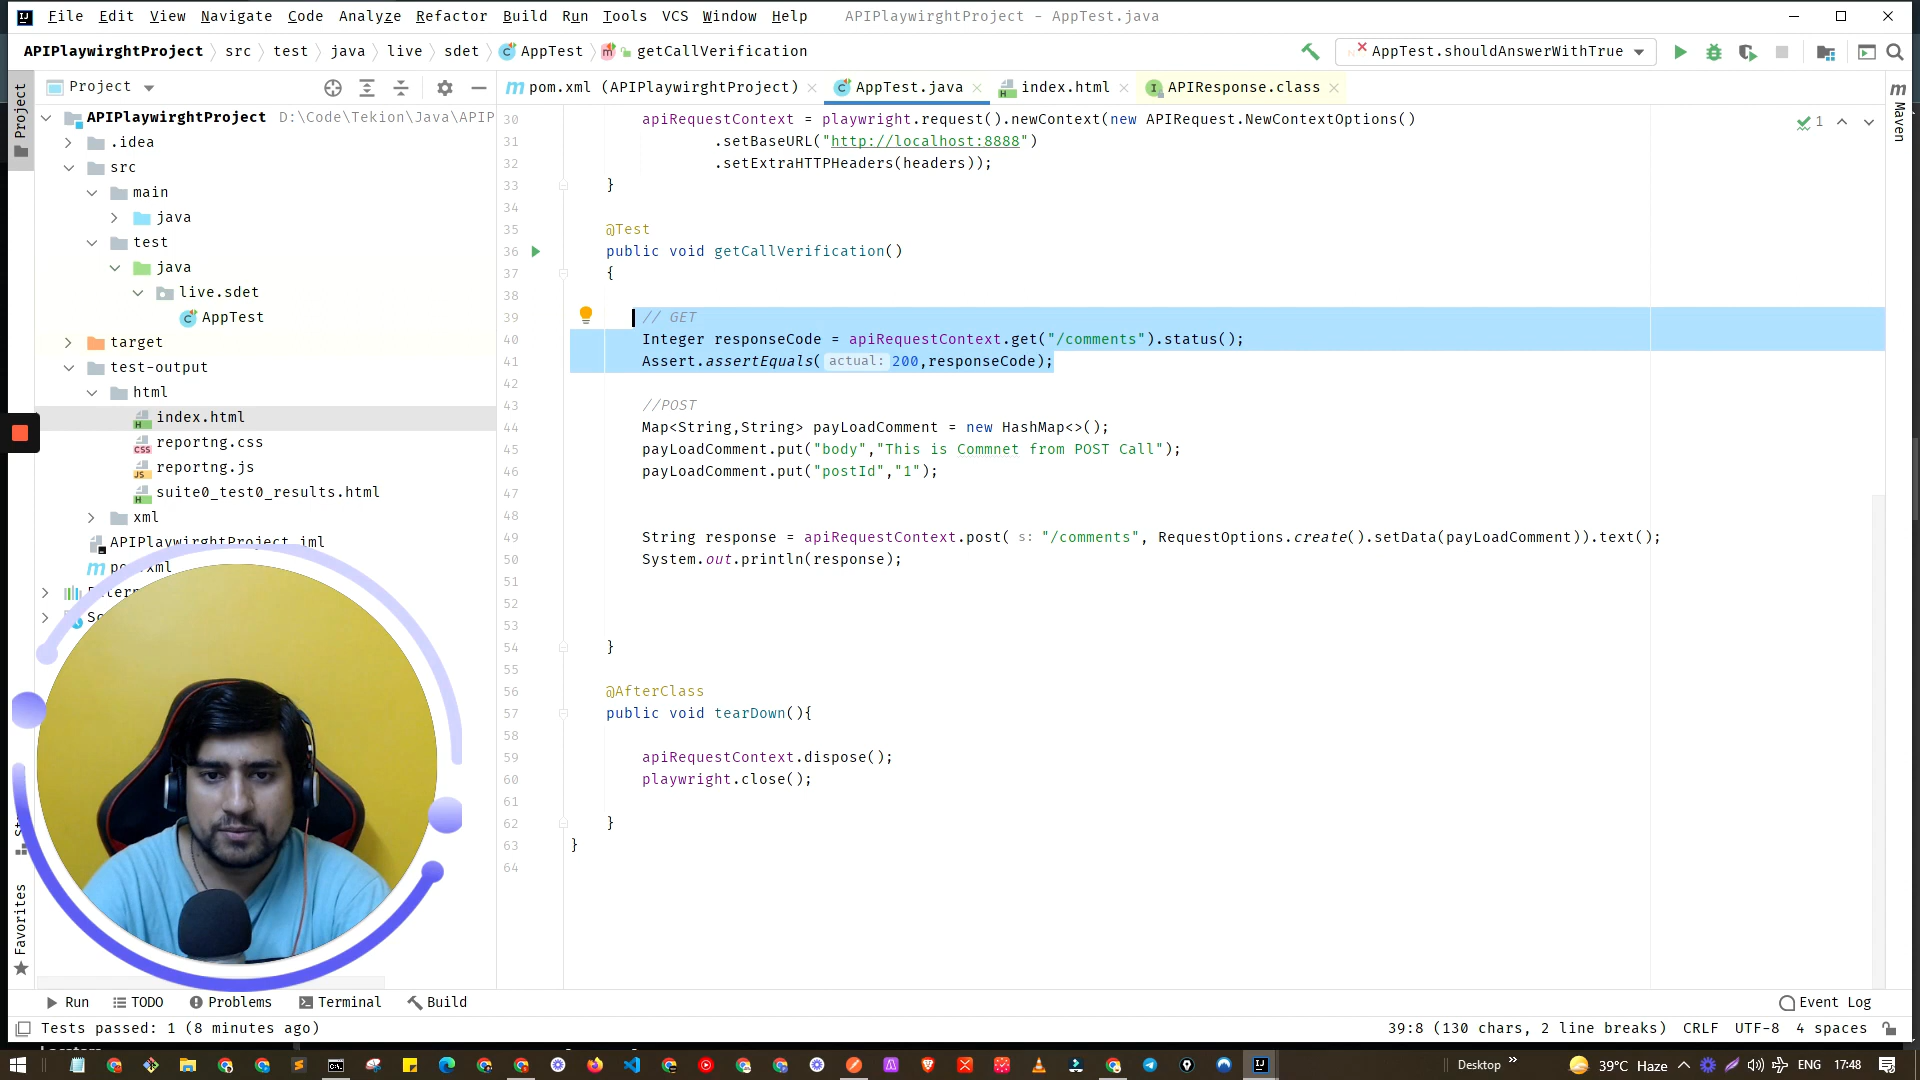 File Edit View Navigate Code Analyze Refactor Build Run Tools VCS Window Help APIPlaywirghtProject - AppTest.java
APIPlaywirghtProject src test java live sdet AppTest getCallVerification
AppTest.shouldAnswerWithTrue
Project
pom.xml (APIPlaywirghtProject)
AppTest.java
index.html
APIResponse.class
Project
Favorites
Maven
APIPlaywirghtProject D:\Code\Tekion\Java\APIP
.idea
src
main
java
test
java
live.sdet
AppTest
target
test-output
html
index.html
reportng.css
reportng.js
suite0_test0_results.html
xml
APIPlaywirghtProject.iml
1
30 apiRequestContext = playwright.request().newContext(new APIRequest.NewContextOptions()
31 .setBaseURL("http://localhost:8888")
32 .setExtraHTTPHeaders(headers));
33 }
34
35 @Test
36 public void getCallVerification()
37 {
38
39 // GET
40 Integer responseCode = apiRequestContext.get("/comments").status();
41 Assert.assertEquals( actual: 200,responseCode);
42
43 //POST
44 Map<String,String> payLoadComment = new HashMap<>();
45 payLoadComment.put("body","This is Commnet from POST Call");
46 payLoadComment.put("postId","1");
47
48
49 String response = apiRequestContext.post( s: "/comments", RequestOptions.create().setData(payLoadComment)).text();
50 System.out.println(response);
51
52
53
54 }
55
56 @AfterClass
57 public void tearDown(){
58
59 apiRequestContext.dispose();
60 playwright.close();
61
62 }
63 }
64
Run TODO Problems Terminal Build Event Log
Tests passed: 1 (8 minutes ago) 39:8 (130 chars, 2 line breaks) CRLF UTF-8 4 spaces
Desktop 39°C Haze ENG 17:48